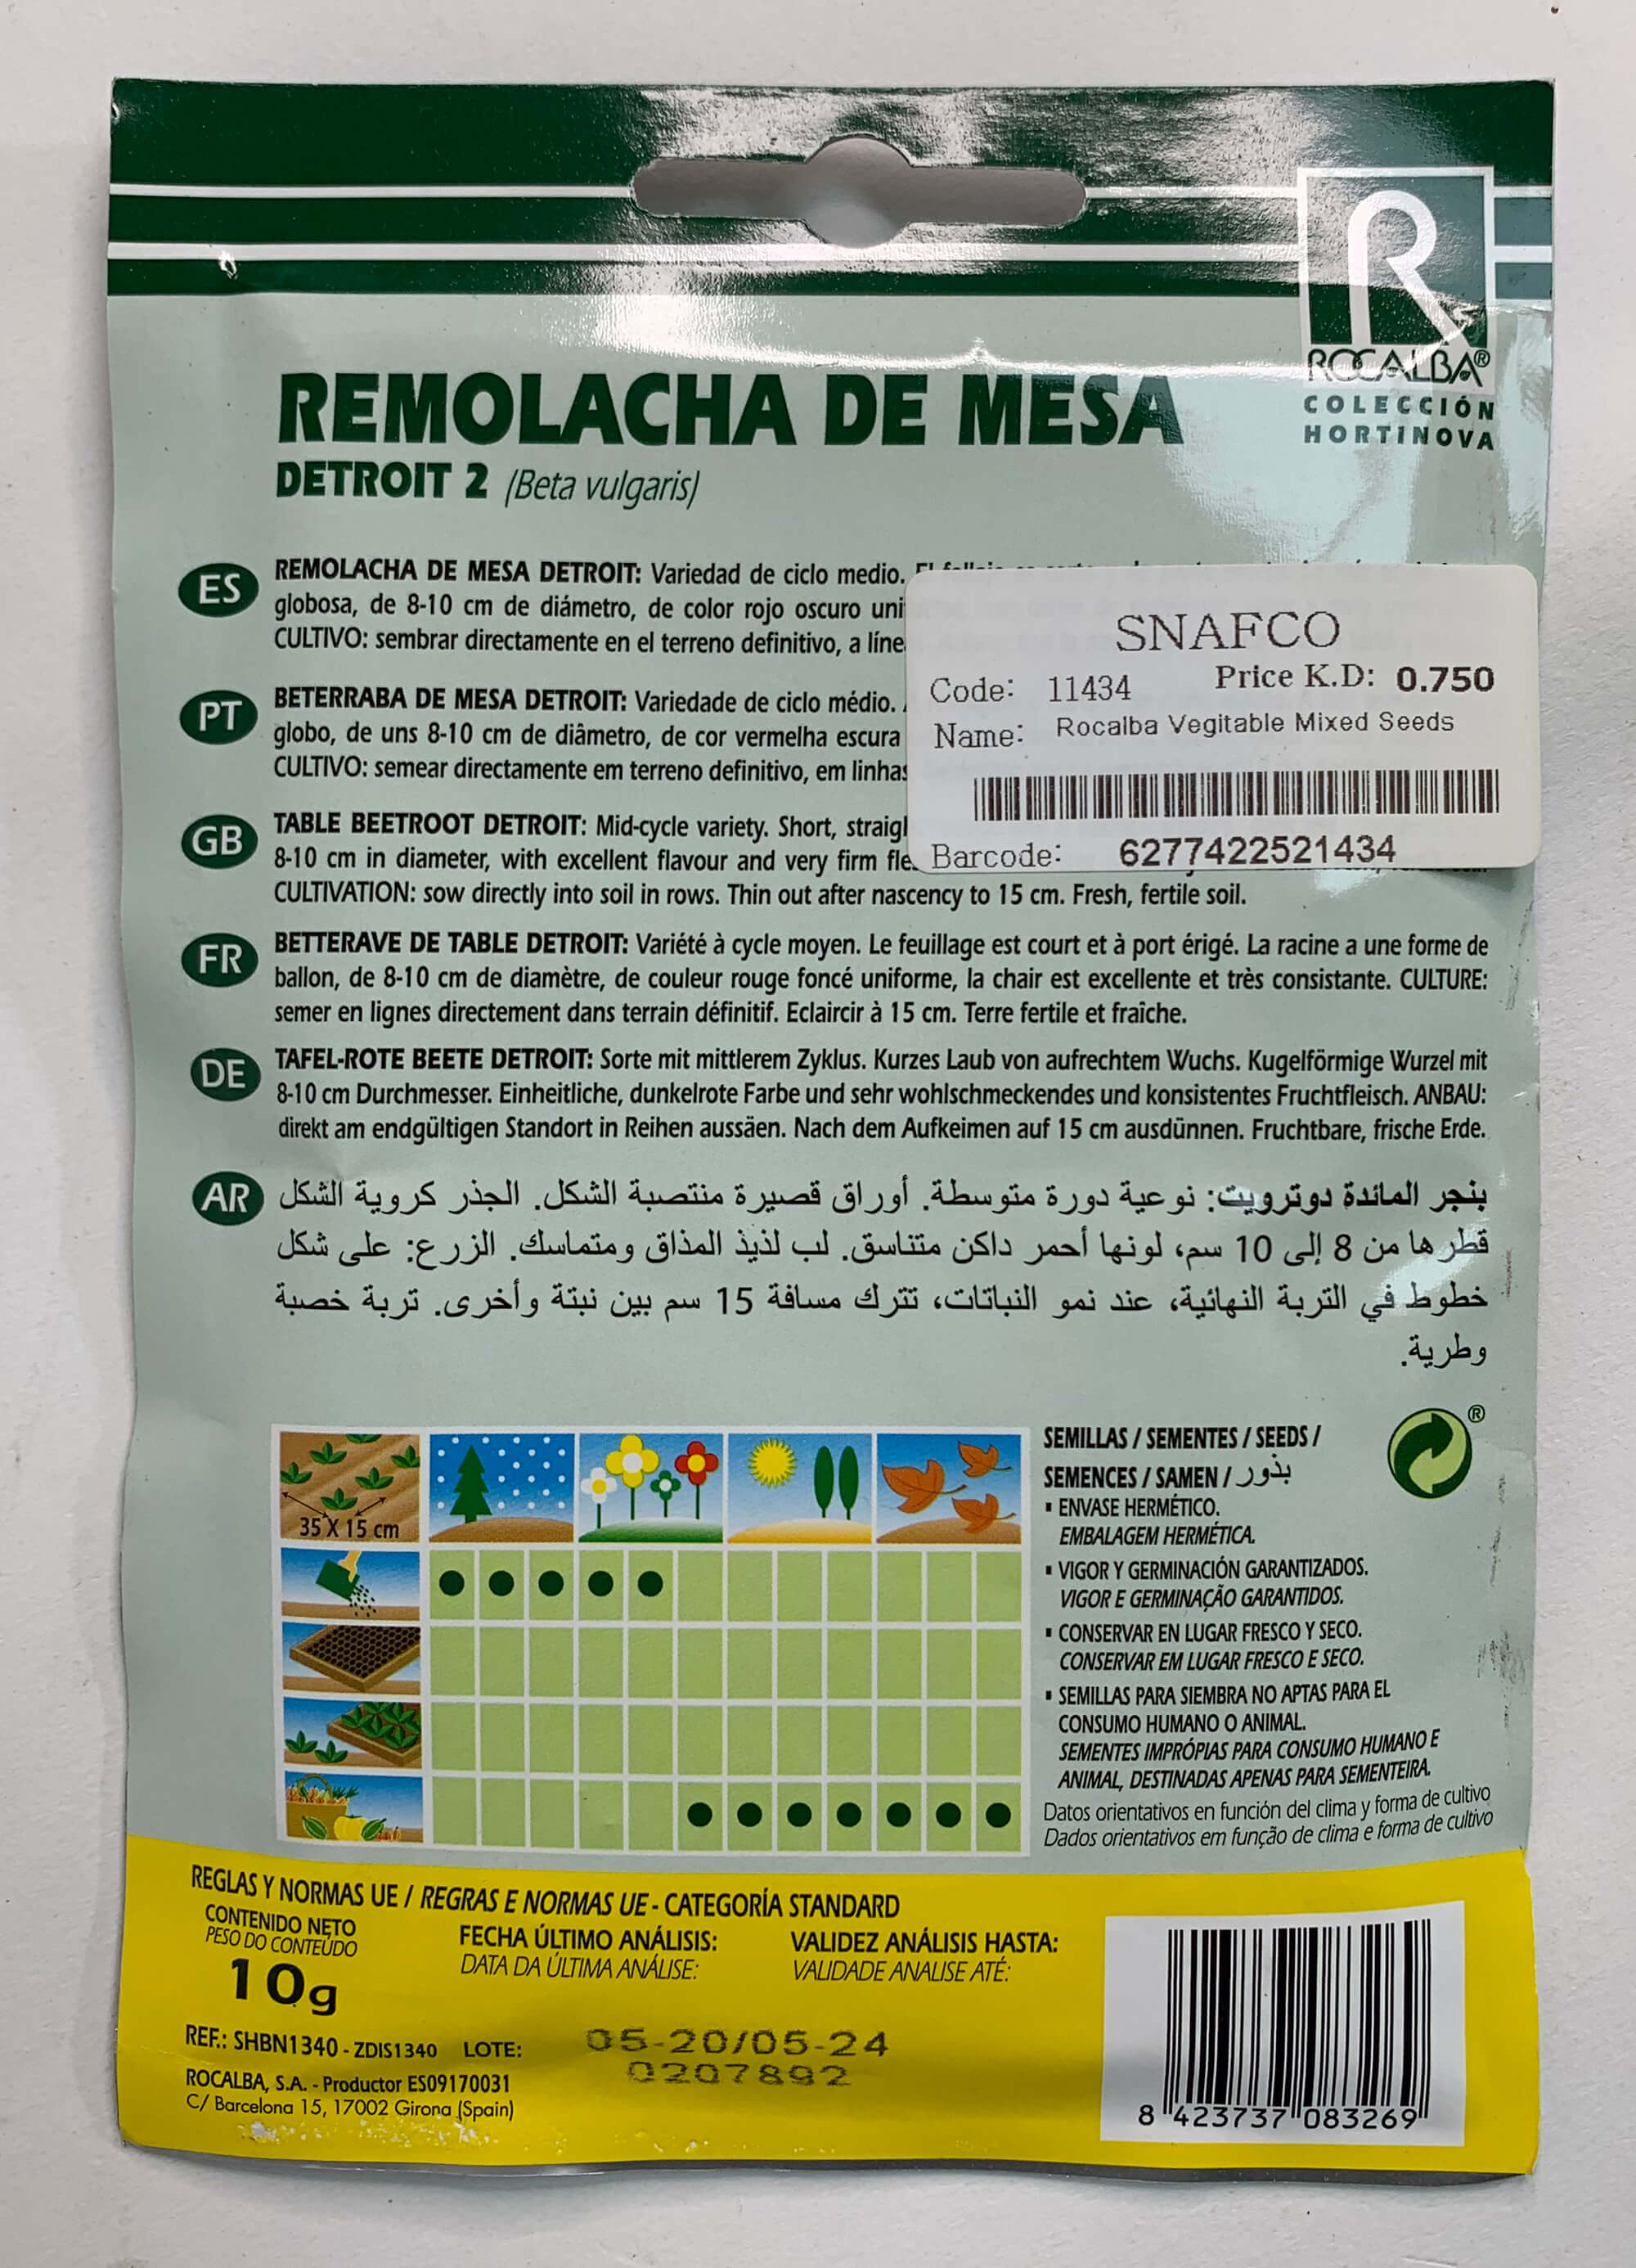 R
ROCALBA®
COLECCIÓN
HORTINOVA
REMOLACHA DE MESA
DETROIT 2 (Beta vulgaris)
ES
REMOLACHA DE MESA DETROIT: Variedad de ciclo medio.
globosa, de 8-10 cm de diámetro, de color rojo oscuro
CULTIVO: sembrar directamente en el terreno definitivo, a
PT
BETERRABA DE MESA DETROIT: Variedade de ciclo médio.
globo, de uns 8-10 cm de diâmetro, de cor vermelha escura
CULTIVO: semear directamente em terreno definitivo, em linhas
GB
TABLE BEETROOT DETROIT: Mid-cycle variety. Short,
8-10 cm in diameter, with excellent flavour and very firm
CULTIVATION: sow directly into soil in rows. Thin out after nascency to 15 cm. Fresh, fertile soil.
SNAFCO
Code: 11434 Price K.D: 0.750
Name: Rocalba Vegitable Mixed Seeds
Barcode: 6277422521434
FR
BETTERAVE DE TABLE DETROIT: Variété à cycle moyen. Le feuillage est court et à port érigé. La racine a une forme de
ballon, de 8-10 cm de diamètre, de couleur rouge foncé uniforme, la chair est excellente et très consistante. CULTURE:
semer en lignes directement dans terrain définitif. Eclaircir à 15 cm. Terre fertile et fraîche.
DE
TAFEL-ROTE BEETE DETROIT: Sorte mit mittlerem Zyklus. Kurzes Laub von aufrechtem Wuchs. Kugelförmige Wurzel mit
8-10 cm Durchmesser. Einheitliche, dunkelrote Farbe und sehr wohlschmeckendes und konsistentes Fruchtfleisch. ANBAU:
direkt am endgültigen Standort in Reihen aussäen. Nach dem Aufkeimen auf 15 cm ausdünnen. Fruchtbare, frische Erde.
AR
بنجر المائدة دوترويت: نوعية دورة متوسطة. أوراق قصيرة منتصبة الشكل. الجذر كروية الشكل
قطرها من 8 إلى 10 سم، لونها أحمر داكن متناسق. لب لذيذ المذاق ومتماسك. الزرع: على شكل
خطوط في التربة النهائية، عند نمو النباتات، تترك مسافة 15 سم بين نبتة وأخرى. تربة خصبة
وطرية.
35 X 15 cm
SEMILLAS / SEMENTES / SEEDS /
SEMENCES / SAMEN / بذور
®
▪ ENVASE HERMÉTICO.
EMBALAGEM HERMÉTICA.
▪ VIGOR Y GERMINACIÓN GARANTIZADOS.
VIGOR E GERMINAÇÃO GARANTIDOS.
▪ CONSERVAR EN LUGAR FRESCO Y SECO.
CONSERVAR EM LUGAR FRESCO E SECO.
▪ SEMILLAS PARA SIEMBRA NO APTAS PARA EL
CONSUMO HUMANO O ANIMAL.
SEMENTES IMPRÓPIAS PARA CONSUMO HUMANO E
ANIMAL, DESTINADAS APENAS PARA SEMENTEIRA.
Datos orientativos en función del clima y forma de cultivo
Dados orientativos em função de clima e forma de cultivo
REGLAS Y NORMAS UE / REGRAS E NORMAS UE - CATEGORÍA STANDARD
CONTENIDO NETO
PESO DO CONTEÚDO
10g
FECHA ÚLTIMO ANÁLISIS:
DATA DA ÚLTIMA ANÁLISE:
VALIDEZ ANÁLISIS HASTA:
VALIDADE ANALISE ATÉ:
05-20/05-24
REF.: SHBN1340 - ZDIS1340 LOTE:
0207892
ROCALBA, S.A. - Productor ES09170031
C/ Barcelona 15, 17002 Girona (Spain)
8 423737 083269